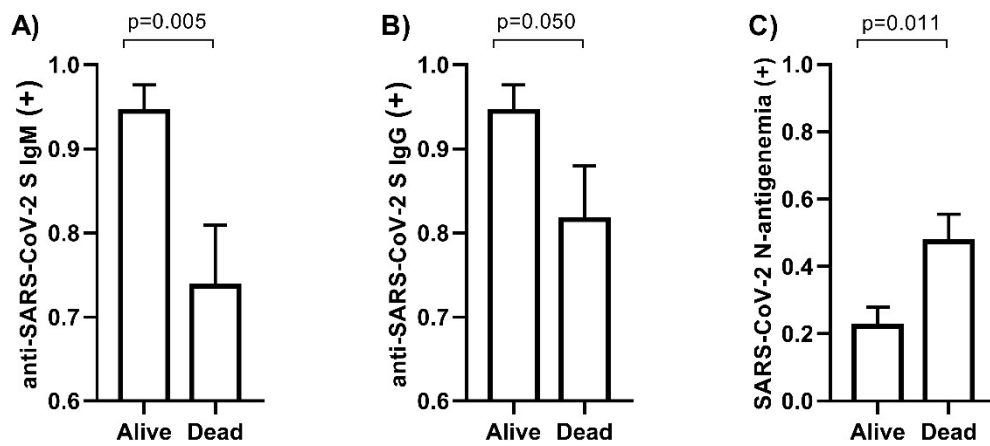 A)
p=0.005
anti-SARS-CoV-2 S IgM (+)
1.0
0.9
0.8
0.7
0.6
Alive Dead
B)
p=0.050
anti-SARS-CoV-2 S IgG (+)
1.0
0.9
0.8
0.7
0.6
Alive Dead
C)
p=0.011
SARS-CoV-2 N-antigenemia (+)
1.0
0.8
0.6
0.4
0.2
0.0
Alive Dead